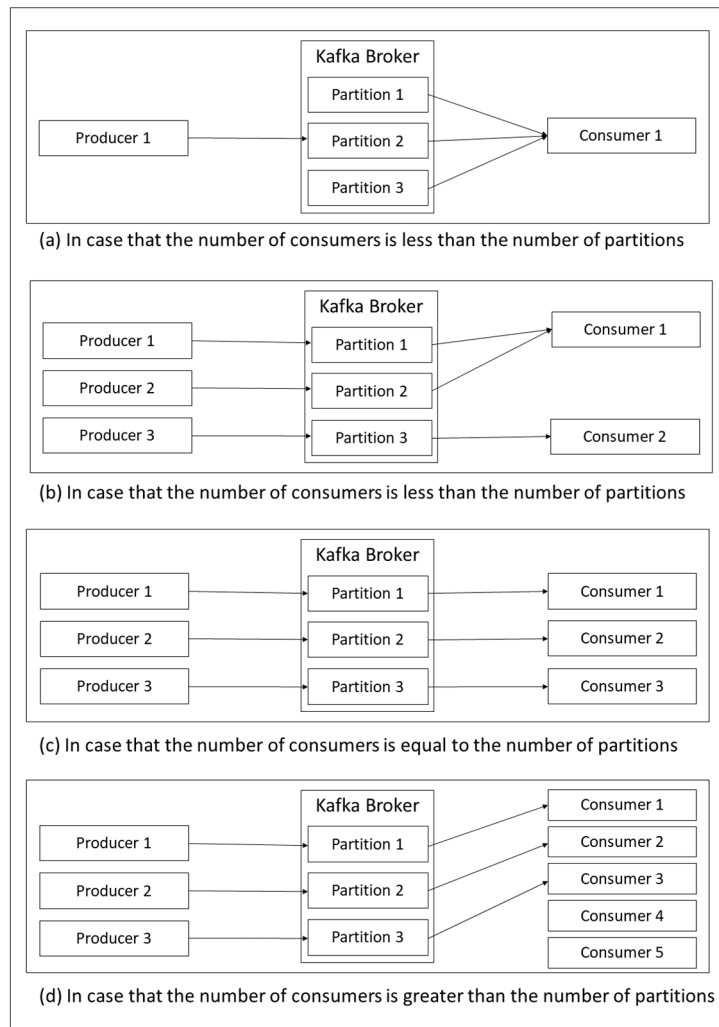 Kafka Broker
Partition 1
Producer 1
Partition 2
Consumer 1
Partition 3
(a) In case that the number of consumers is less than the number of partitions
Kafka Broker
Producer 1
Partition 1
Consumer 1
Producer 2
Partition 2
Producer 3
Partition 3
Consumer 2
(b) In case that the number of consumers is less than the number of partitions
Kafka Broker
Producer 1
Partition 1
Consumer 1
Producer 2
Partition 2
Consumer 2
Producer 3
Partition 3
Consumer 3
(c) In case that the number of consumers is equal to the number of partitions
Kafka Broker
Consumer 1
Producer 1
Partition 1
Consumer 2
Producer 2
Partition 2
Consumer 3
Consumer 4
Producer 3
Partition 3
Consumer 5
(d) In case that the number of consumers is greater than the number of partitions